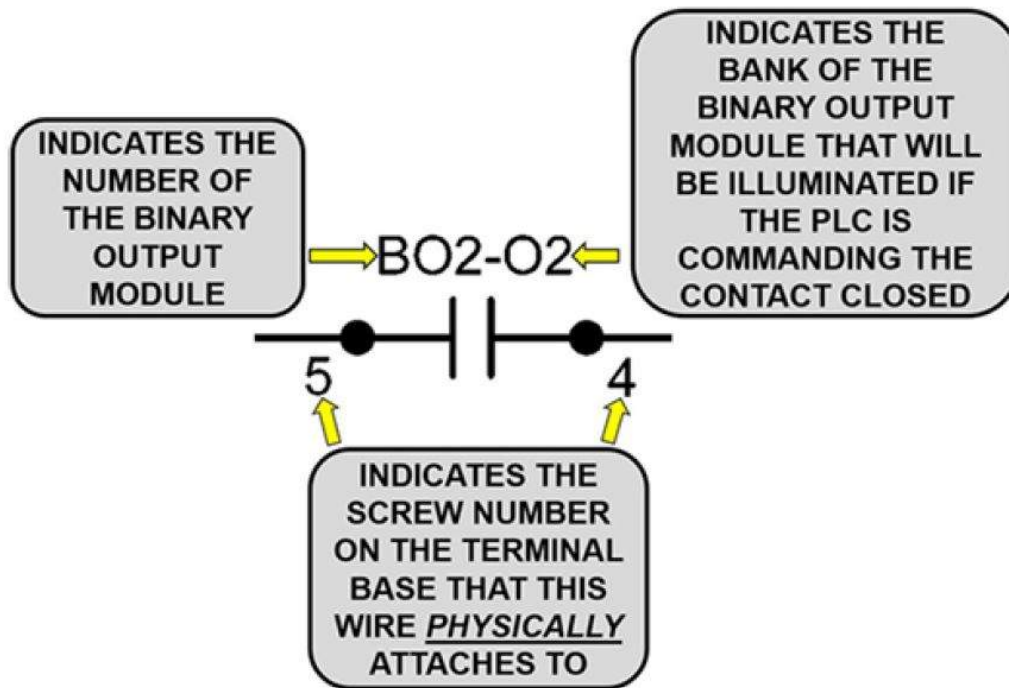 INDICATES THE
NUMBER OF
THE BINARY
OUTPUT
MODULE
INDICATES THE
BANK OF THE
BINARY OUTPUT
MODULE THAT WILL
BE ILLUMINATED IF
THE PLC IS
COMMANDING THE
CONTACT CLOSED
BO2-O2
5
4
INDICATES THE
SCREW NUMBER
ON THE TERMINAL
BASE THAT THIS
WIRE PHYSICALLY
ATTACHES TO